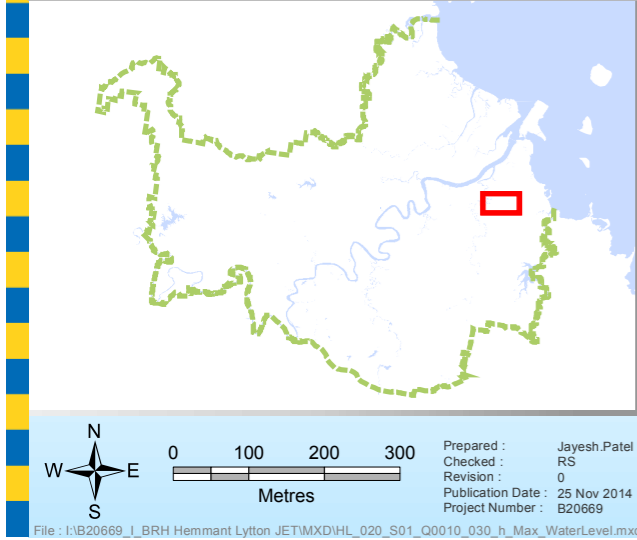 N
W E
S
0 100 200 300
Metres
Prepared : Jayesh.Patel
Checked : RS
Revision : 0
Publication Date : 25 Nov 2014
Project Number : B20669
File : I:\B20669_I_BRH Hemmant Lytton JET\MXD\HL_020_S01_Q0010_030_h_Max_WaterLevel.mxd